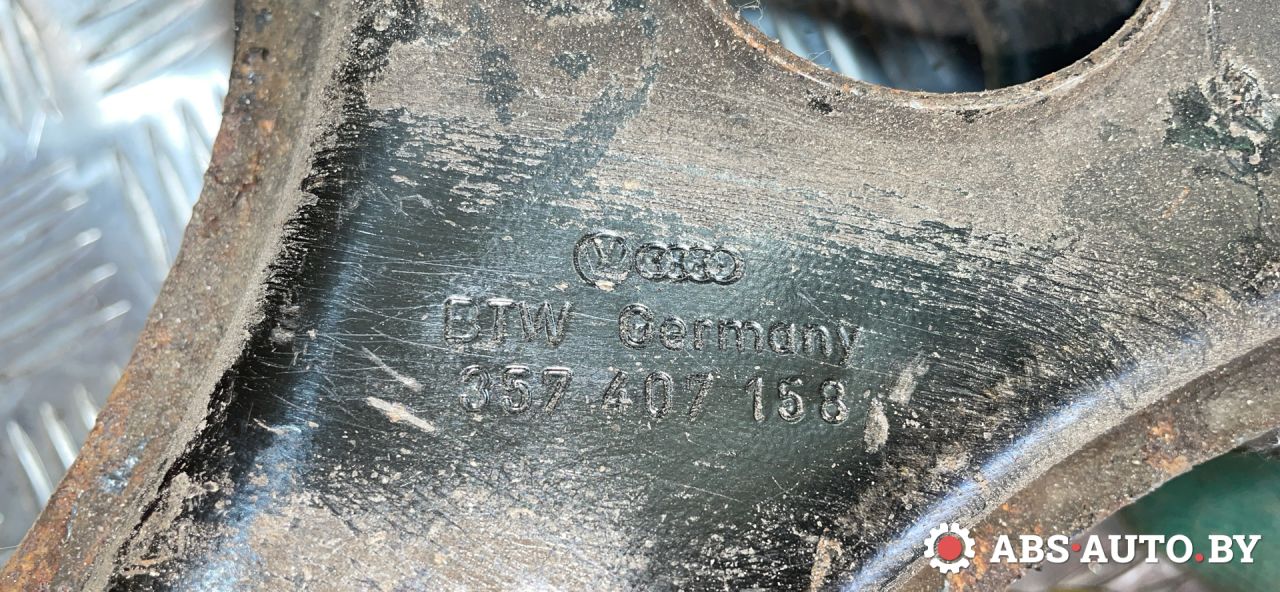 BTW Germany
357 407 158
ABS-AUTO.BY